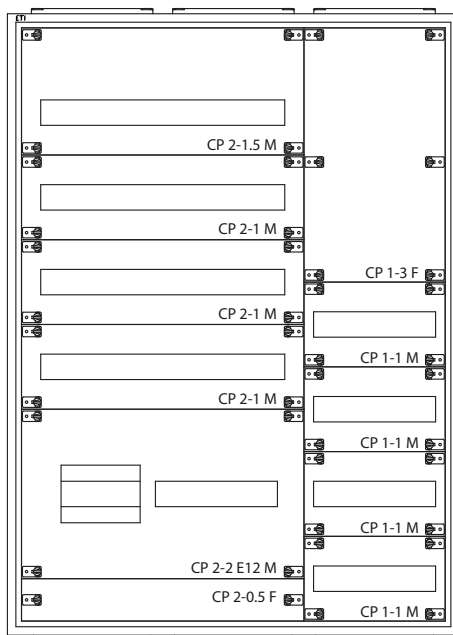 ETI
CP 2-1.5 M
CP 2-1 M
CP 2-1 M
CP 2-1 M
CP 2-2 E12 M
CP 2-0.5 F
CP 1-3 F
CP 1-1 M
CP 1-1 M
CP 1-1 M
CP 1-1 M